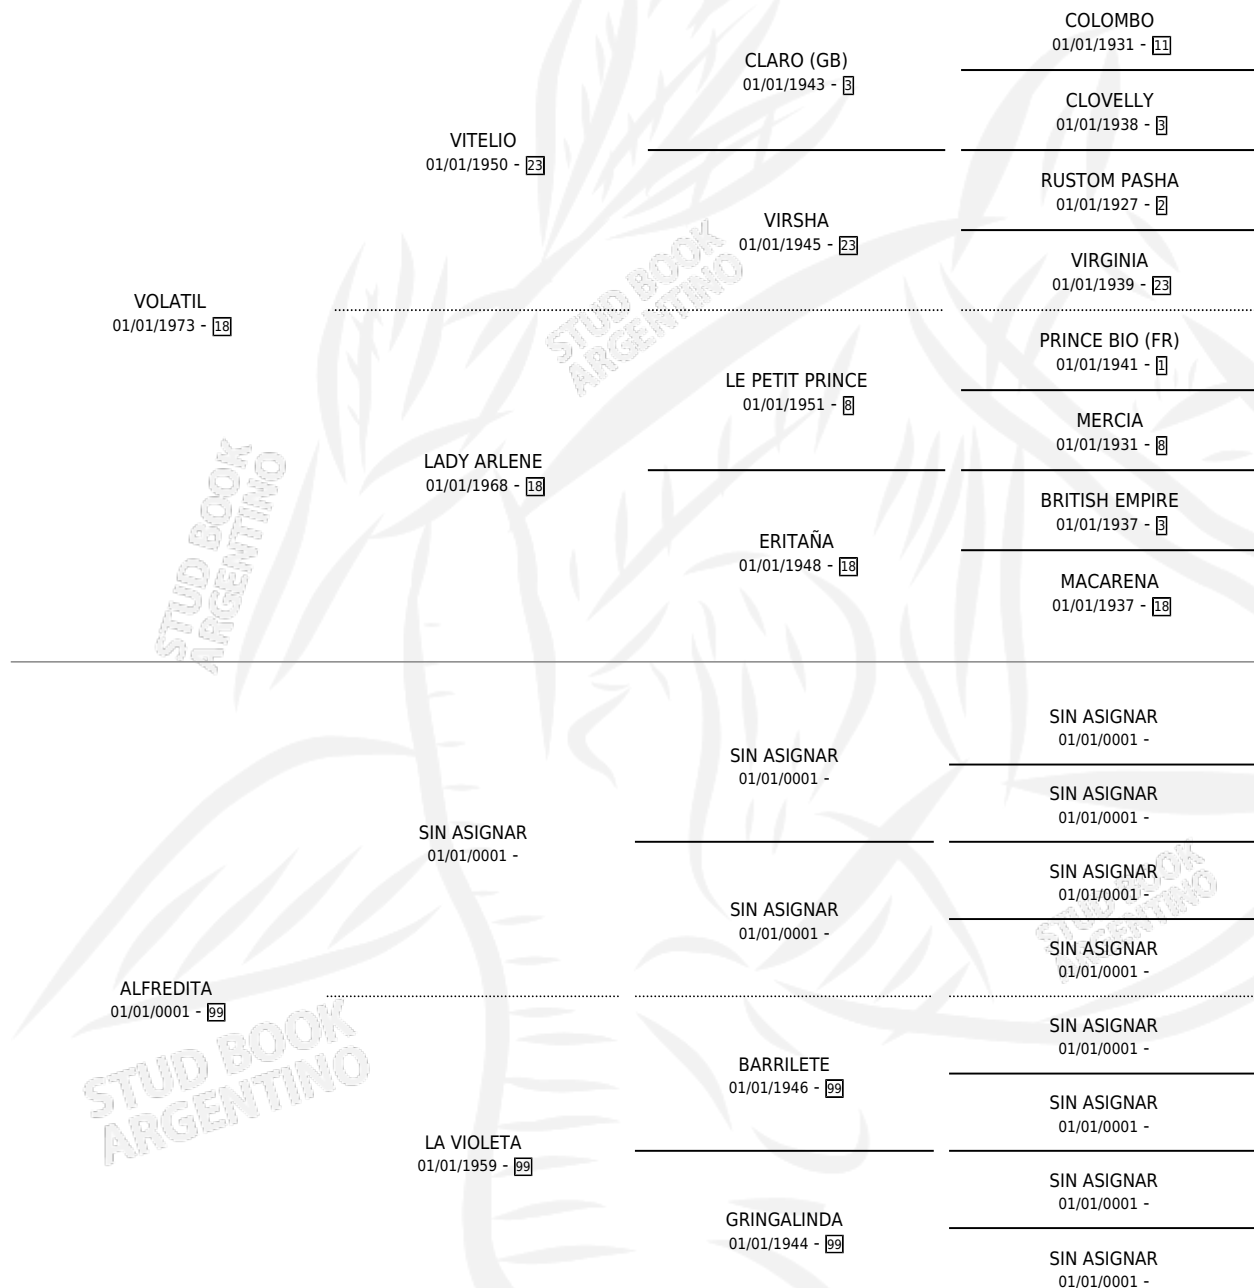 COLOMBO
01/01/1931 - 11
CLARO (GB)
01/01/1943 - 3
CLOVELLY
01/01/1938 - 3
VITELIO
01/01/1950 - 23
RUSTOM PASHA
01/01/1927 - 2
VIRSHA
01/01/1945 - 23
VIRGINIA
01/01/1939 - 23
VOLATIL
01/01/1973 - 18
STUD BOOK
ARGENTINO
PRINCE BIO (FR)
01/01/1941 - 1
LE PETIT PRINCE
01/01/1951 - 8
MERCIA
01/01/1931 - 8
LADY ARLENE
01/01/1968 - 18
BRITISH EMPIRE
01/01/1937 - 3
ERITAÑA
01/01/1948 - 18
MACARENA
01/01/1937 - 18
STUD BOOK
ARGENTINO
SIN ASIGNAR
01/01/0001 -
SIN ASIGNAR
01/01/0001 -
SIN ASIGNAR
01/01/0001 -
SIN ASIGNAR
01/01/0001 -
SIN ASIGNAR
01/01/0001 -
SIN ASIGNAR
01/01/0001 -
SIN ASIGNAR
01/01/0001 -
STUD BOOK
ARGENTINO
ALFREDITA
01/01/0001 - 99
STUD BOOK
ARGENTINO
SIN ASIGNAR
01/01/0001 -
BARRILETE
01/01/1946 - 99
SIN ASIGNAR
01/01/0001 -
LA VIOLETA
01/01/1959 - 99
SIN ASIGNAR
01/01/0001 -
GRINGALINDA
01/01/1944 - 99
SIN ASIGNAR
01/01/0001 -